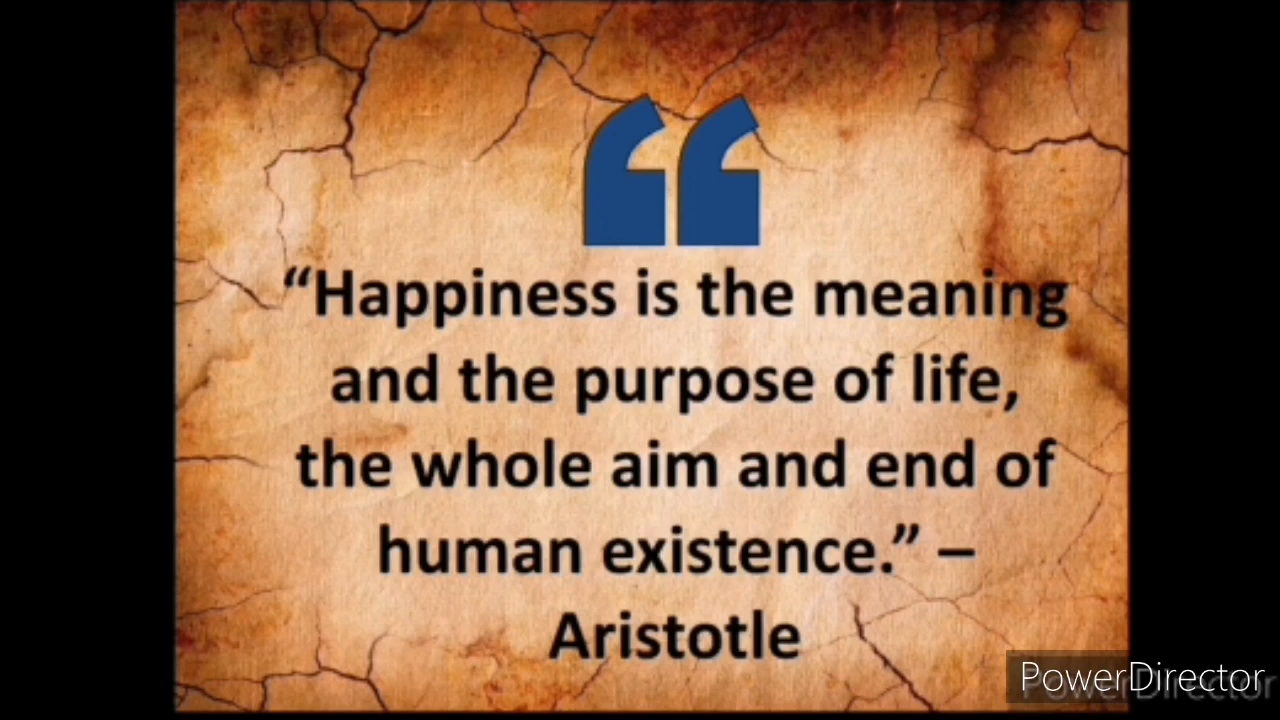 “Happiness is the meaning
and the purpose of life,
the whole aim and end of
human existence.” –
Aristotle
PowerDirector
PowerDirector